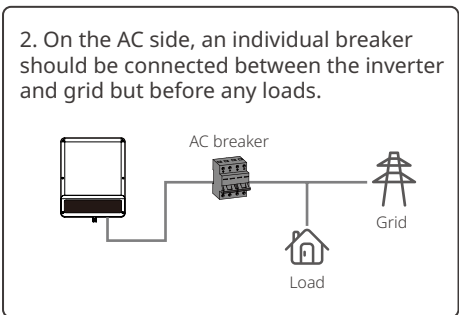 2. On the AC side, an individual breaker
should be connected between the inverter
and grid but before any loads.
AC breaker
Grid
Load